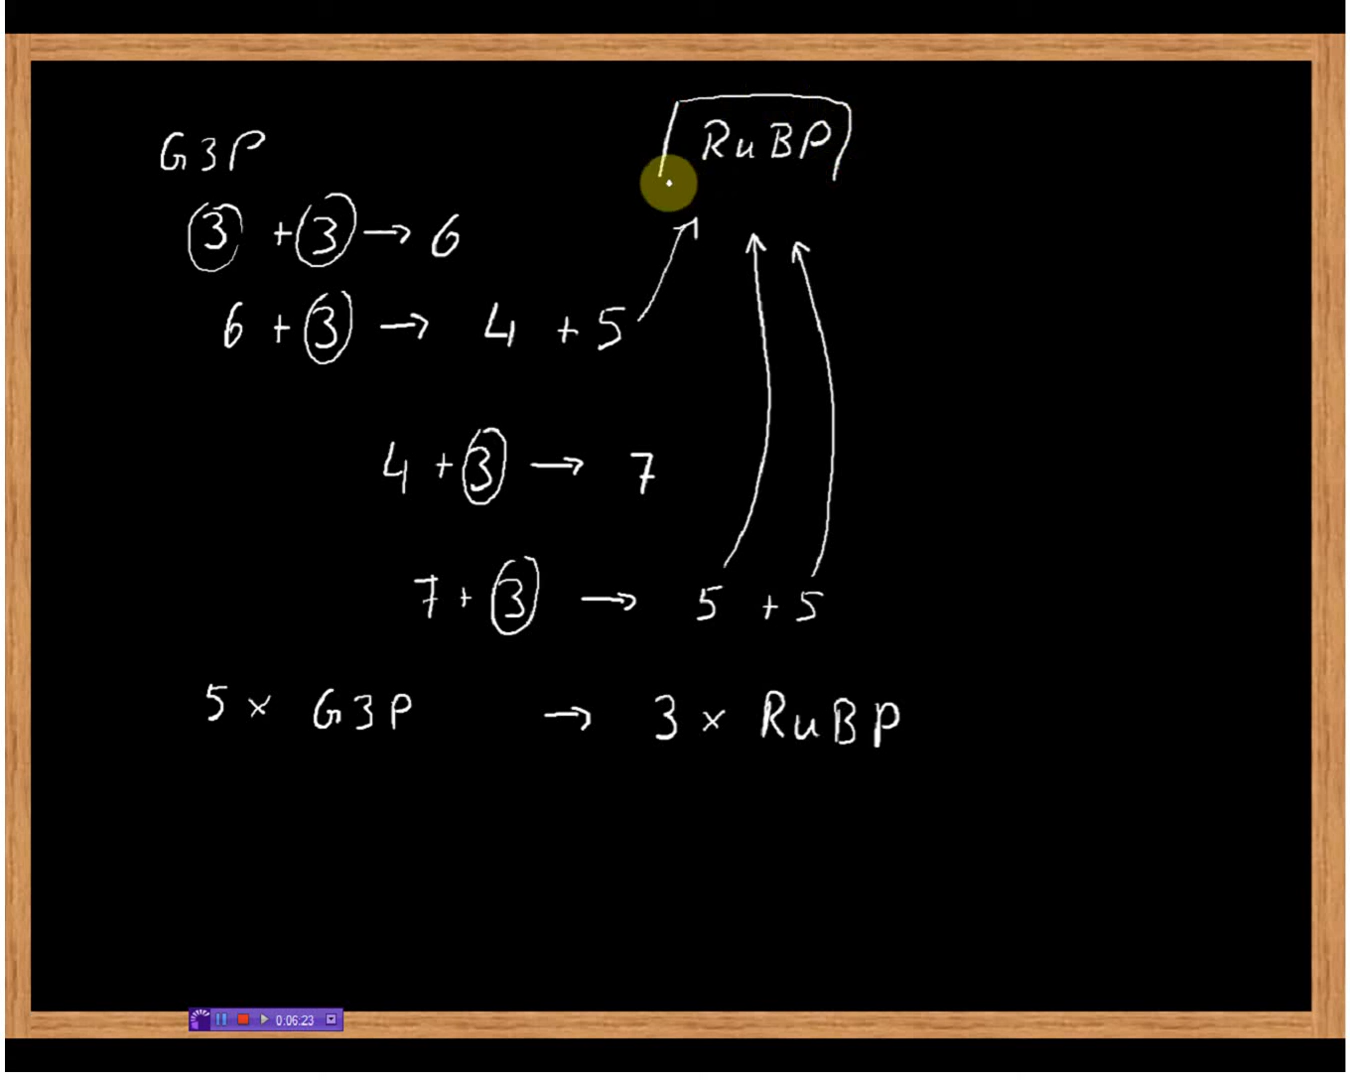 G3P
RuBP
3 + 3 → 6
6 + 3 → 4 + 5
4 + 3 → 7
7 + 3 → 5 + 5
5 × G3P → 3 × RuBP
0:06:23